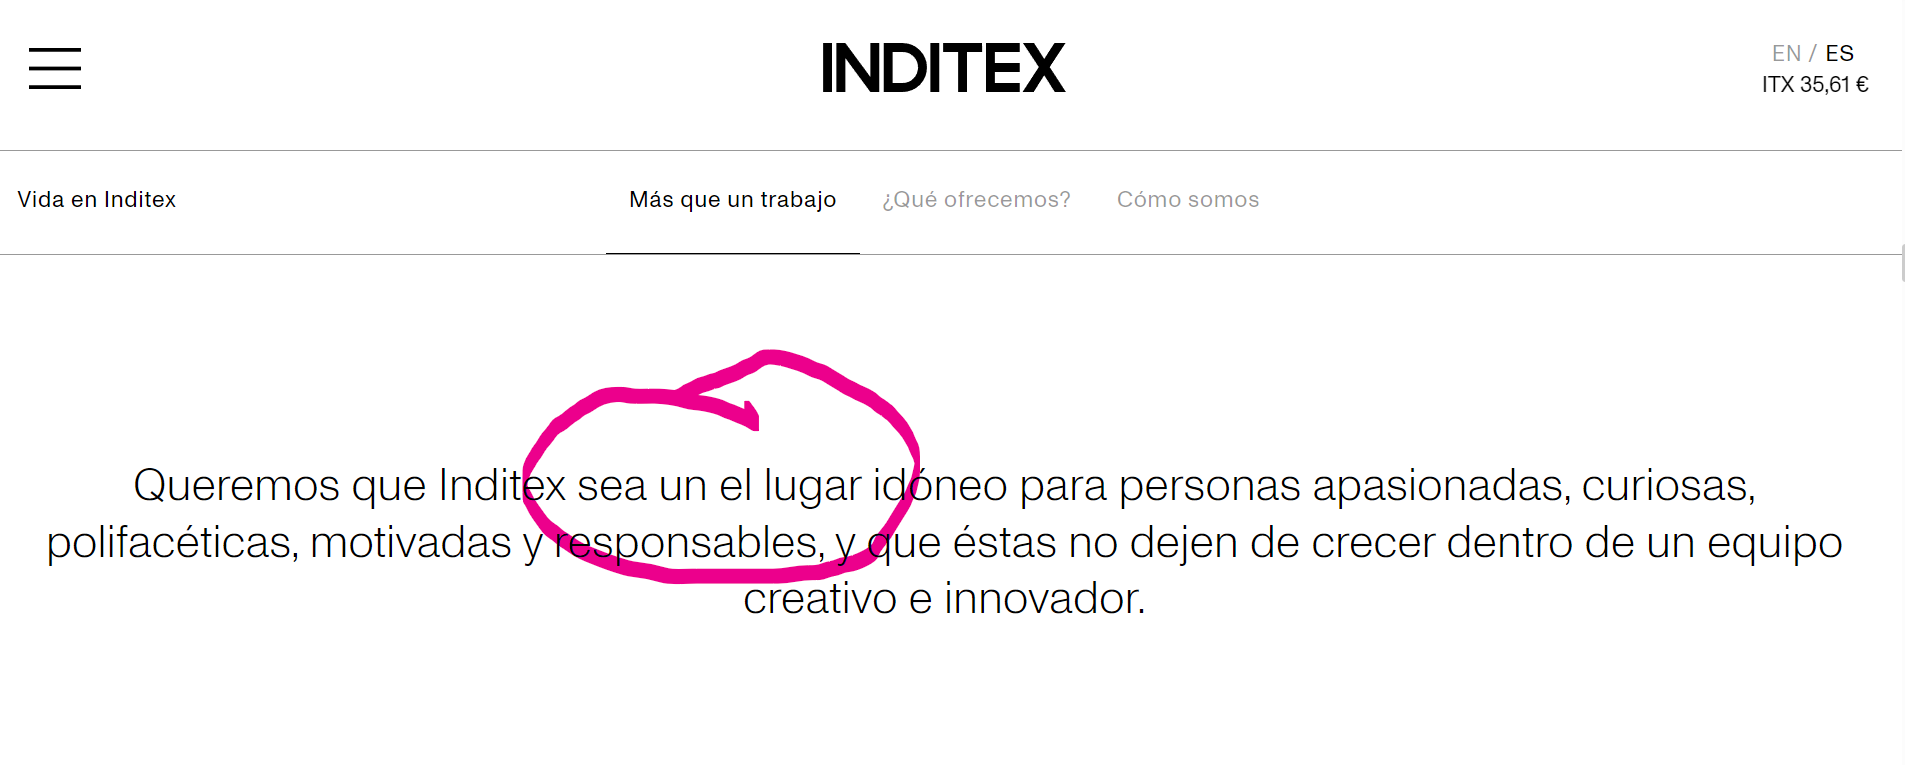 INDITEX
EN / ES
ITX 35,61 €
Vida en Inditex
Más que un trabajo
¿Qué ofrecemos?
Cómo somos
Queremos que Inditex sea un el lugar idóneo para personas apasionadas, curiosas,
polifacéticas, motivadas y responsables, y que éstas no dejen de crecer dentro de un equipo
creativo e innovador.